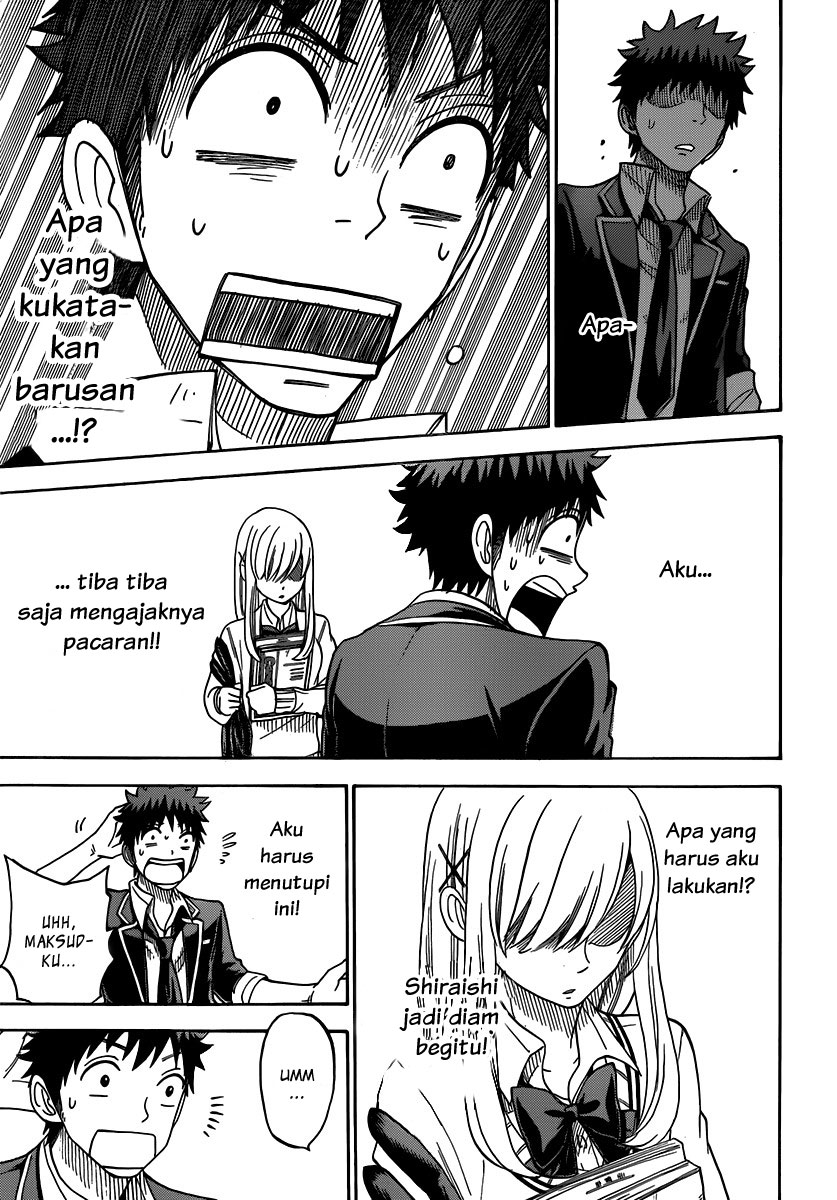 Apa-
Apa
yang
kukata-
kan
barusan
...!?
Aku...
... tiba tiba
saja mengajaknya
pacaran!!
Apa yang
harus aku
lakukan!?
Shiraishi
jadi diam
begitu!
Aku
harus
menutupi
ini!
UHH,
MAKSUD-
KU...
UMM
...